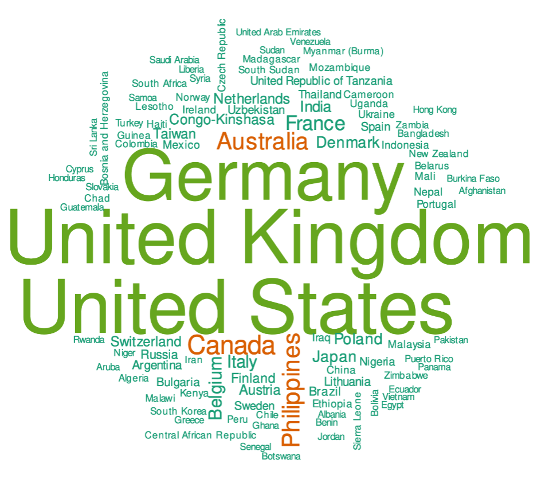 United Arab Emirates
Venezuela
Czech Republic
Sudan
Myanmar (Burma)
Saudi Arabia
Madagascar
Liberia
South Sudan
Mozambique
Syria
South Africa
United Republic of Tanzania
Bosnia and Herzegovina
Samoa
Norway
Netherlands
Thailand
Cameroon
Lesotho
Ireland
Uzbekistan
India
Uganda
Hong Kong
Sri Lanka
Turkey
Haiti
Congo-Kinshasa
France
Ukraine
Spain
Zambia
Guinea
Taiwan
Bangladesh
Colombia
Mexico
Australia
Denmark
Indonesia
New Zealand
Cyprus
Germany
Belarus
Honduras
Mali
Burkina Faso
Slovakia
Nepal
Afghanistan
Chad
Portugal
Guatemala
United Kingdom
United States
Rwanda
Switzerland
Canada
Philippines
Iraq
Poland
Malaysia
Pakistan
Niger
Russia
Iran
Italy
Japan
Nigeria
Puerto Rico
Aruba
Argentina
Belgium
China
Panama
Algeria
Bulgaria
Finland
Lithuania
Zimbabwe
Malawi
Kenya
Austria
Brazil
Bolivia
Ecuador
Vietnam
South Korea
Sweden
Ethiopia
Sierra Leone
Egypt
Greece
Peru
Chile
Albania
Ghana
Benin
Central African Republic
Jordan
Senegal
Botswana